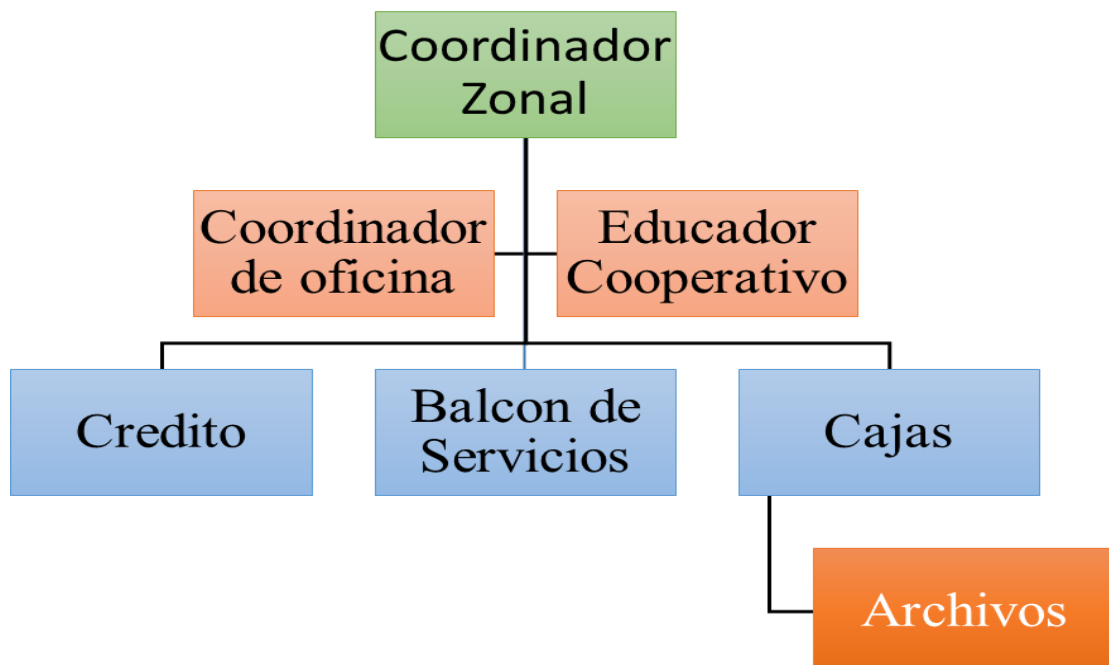 Coordinador
Zonal
Coordinador
de oficina
Educador
Cooperativo
Credito
Balcon de
Servicios
Cajas
Archivos